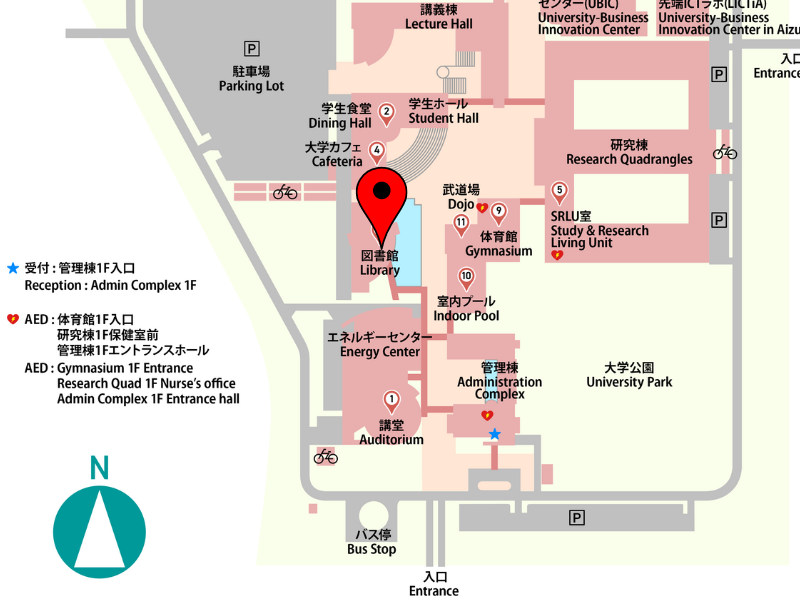 講義棟
Lecture Hall
センター(UBIC)
University-Business
Innovation Center
先端ICTラボ(LICTiA)
University-Business
Innovation Center in Aizu
入口
Entrance
P
駐車場
Parking Lot
P
学生食堂
Dining Hall
2
学生ホール
Student Hall
大学カフェ
Cafeteria
4
研究棟
Research Quadrangles
武道場
Dojo
11
9
体育館
Gymnasium
5
SRLU室
Study & Research
Living Unit
P
図書館
Library
10
室内プール
Indoor Pool
受付 : 管理棟1F入口
Reception : Admin Complex 1F
AED : 体育館1F入口
研究棟1F保健室前
管理棟1Fエントランスホール
AED : Gymnasium 1F Entrance
Research Quad 1F Nurse's office
Admin Complex 1F Entrance hall
エネルギーセンター
Energy Center
管理棟
Administration
Complex
大学公園
University Park
1
講堂
Auditorium
N
P
バス停
Bus Stop
入口
Entrance